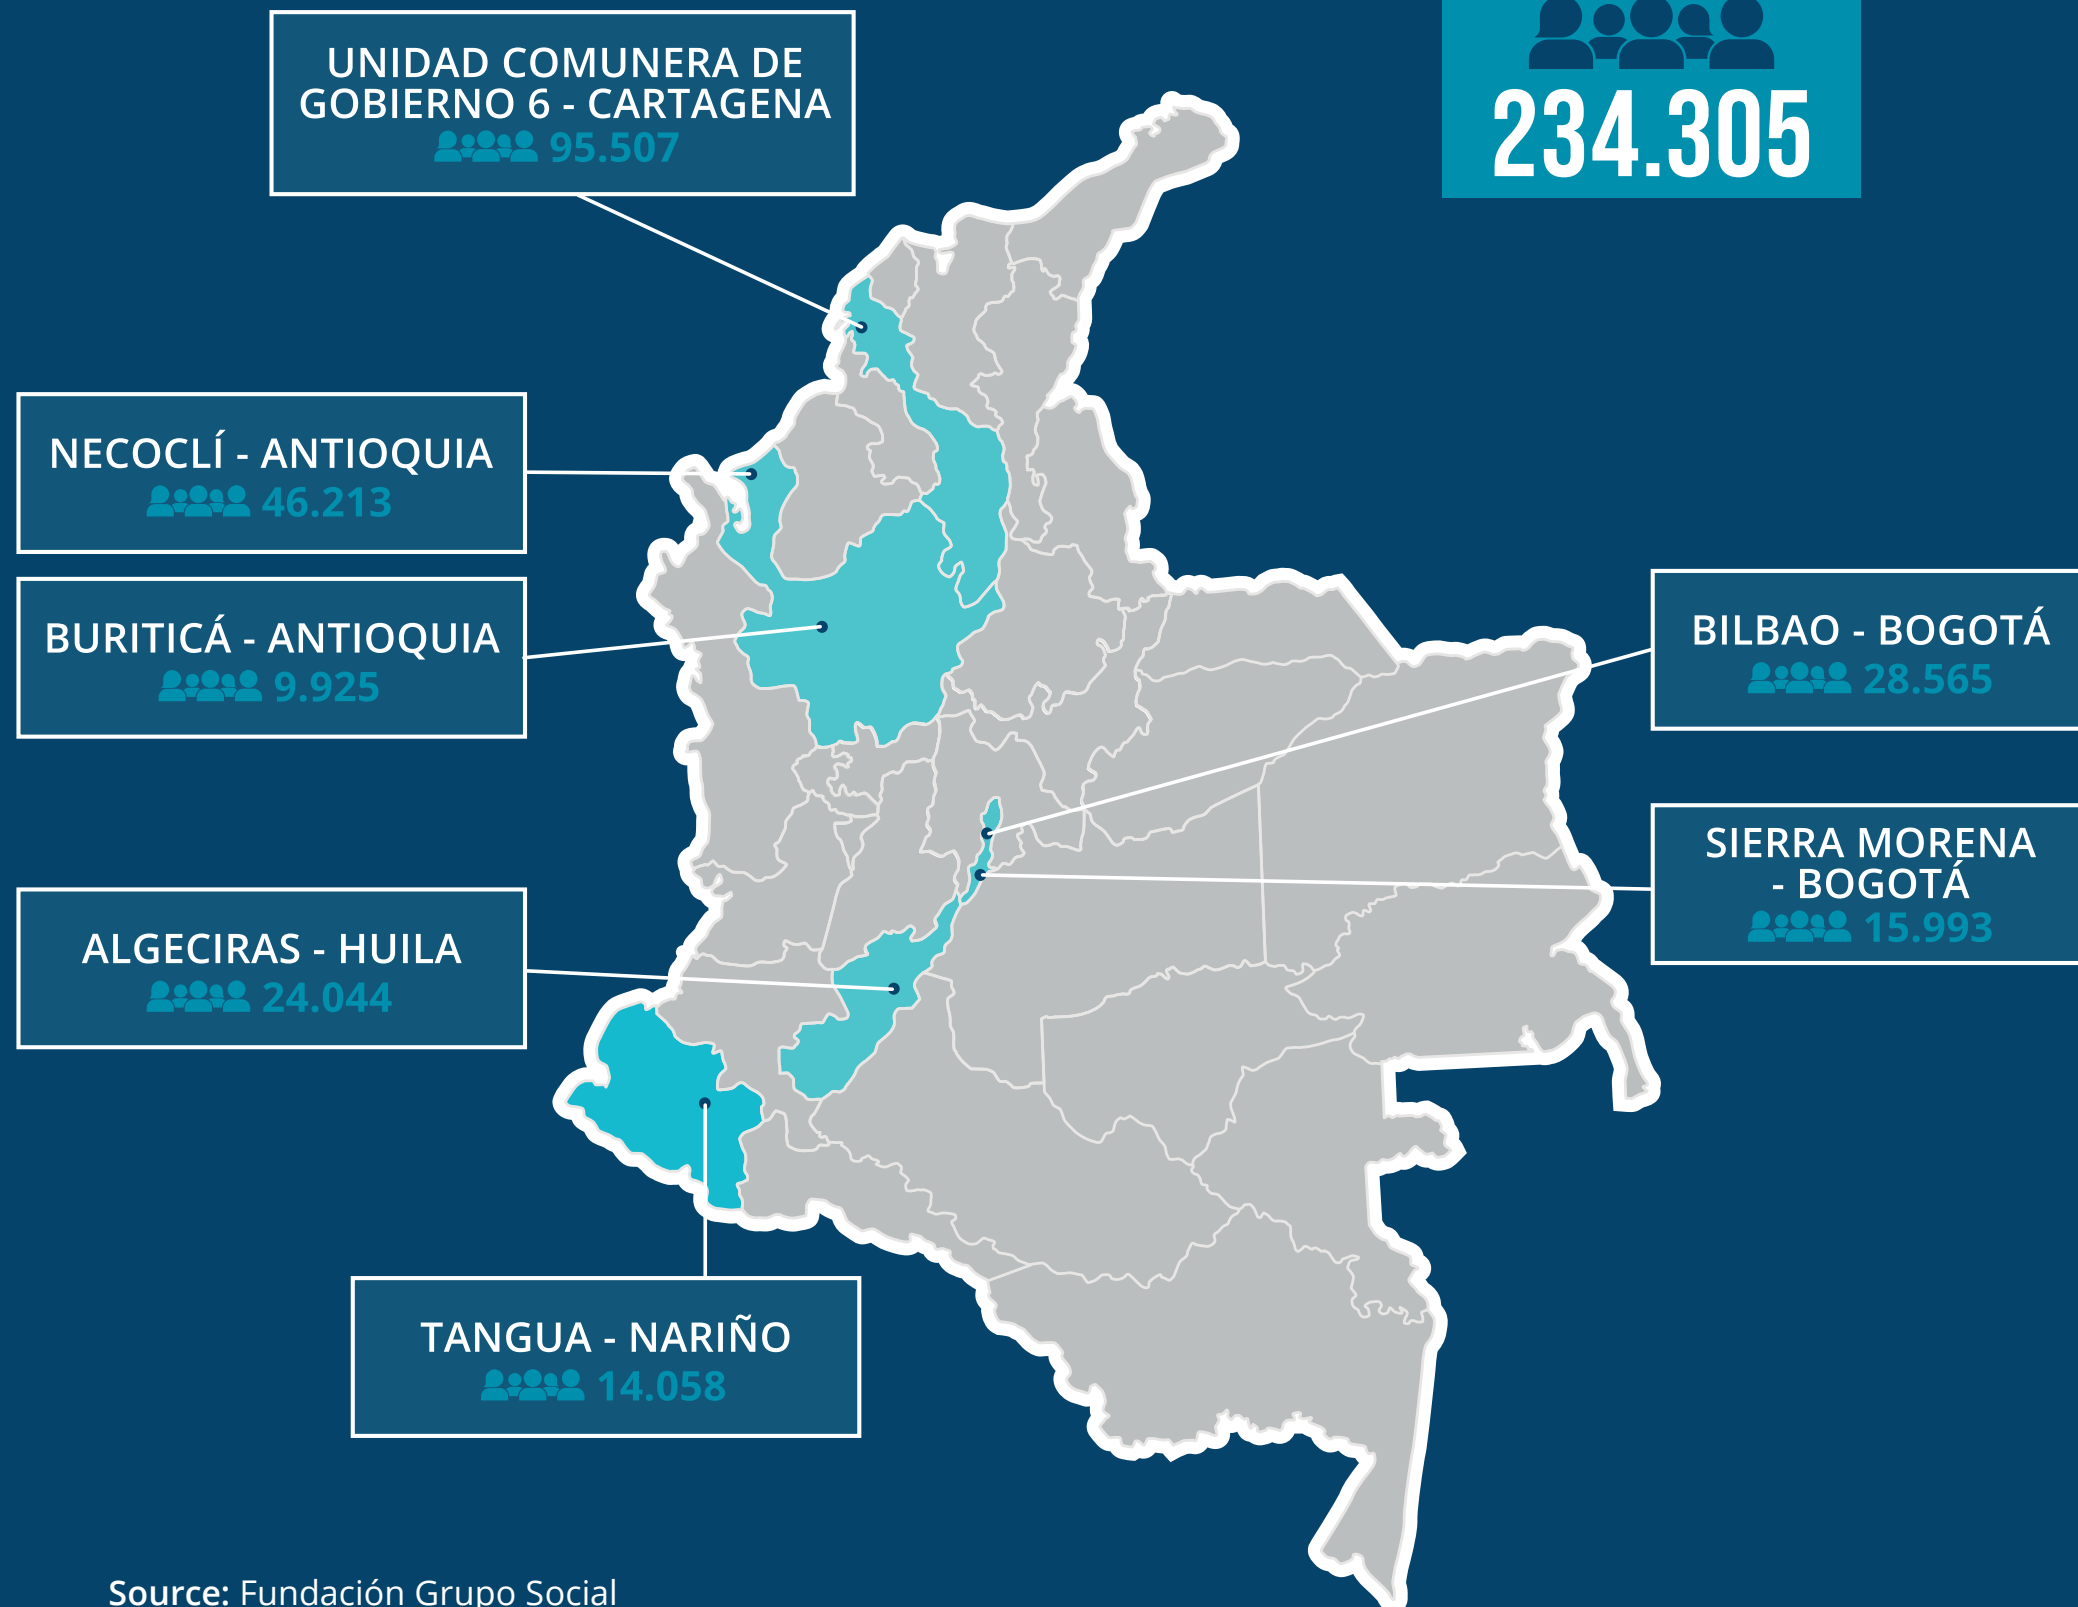 UNIDAD COMUNERA DE
GOBIERNO 6 - CARTAGENA
95.507
234.305
NECOCLÍ - ANTIOQUIA
46.213
BURITICÁ - ANTIOQUIA
9.925
BILBAO - BOGOTÁ
28.565
SIERRA MORENA
- BOGOTÁ
15.993
ALGECIRAS - HUILA
24.044
TANGUA - NARIÑO
14.058
Source: Fundación Grupo Social